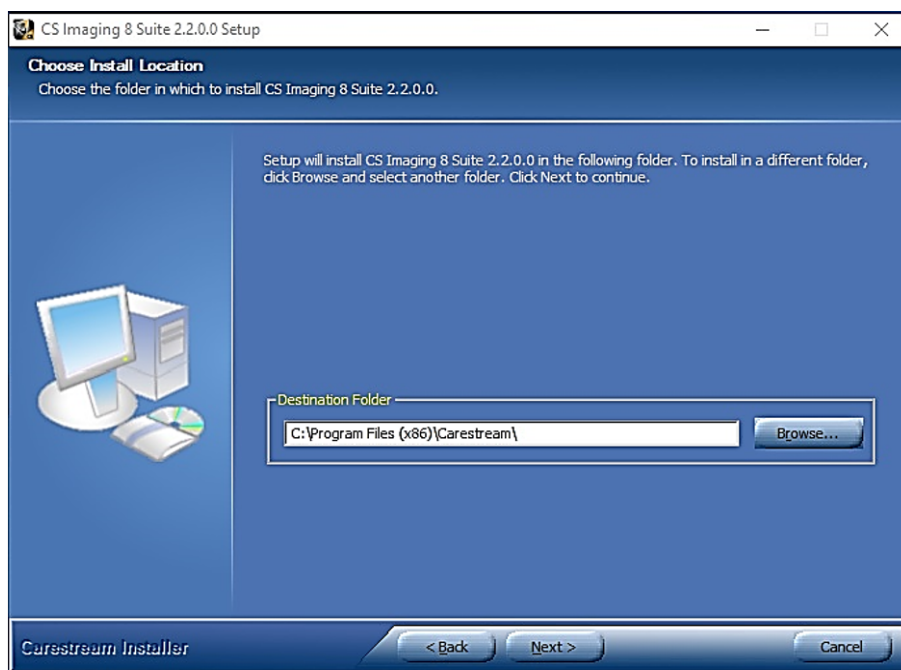 CS Imaging 8 Suite 2.2.0.0 Setup
Choose Install Location
Choose the folder in which to install CS Imaging 8 Suite 2.2.0.0.
Setup will install CS Imaging 8 Suite 2.2.0.0 in the following folder. To install in a different folder,
click Browse and select another folder. Click Next to continue.
Destination Folder
C:\Program Files (x86)\Carestream\
Browse...
Carestream Installer
< Back
Next >
Cancel